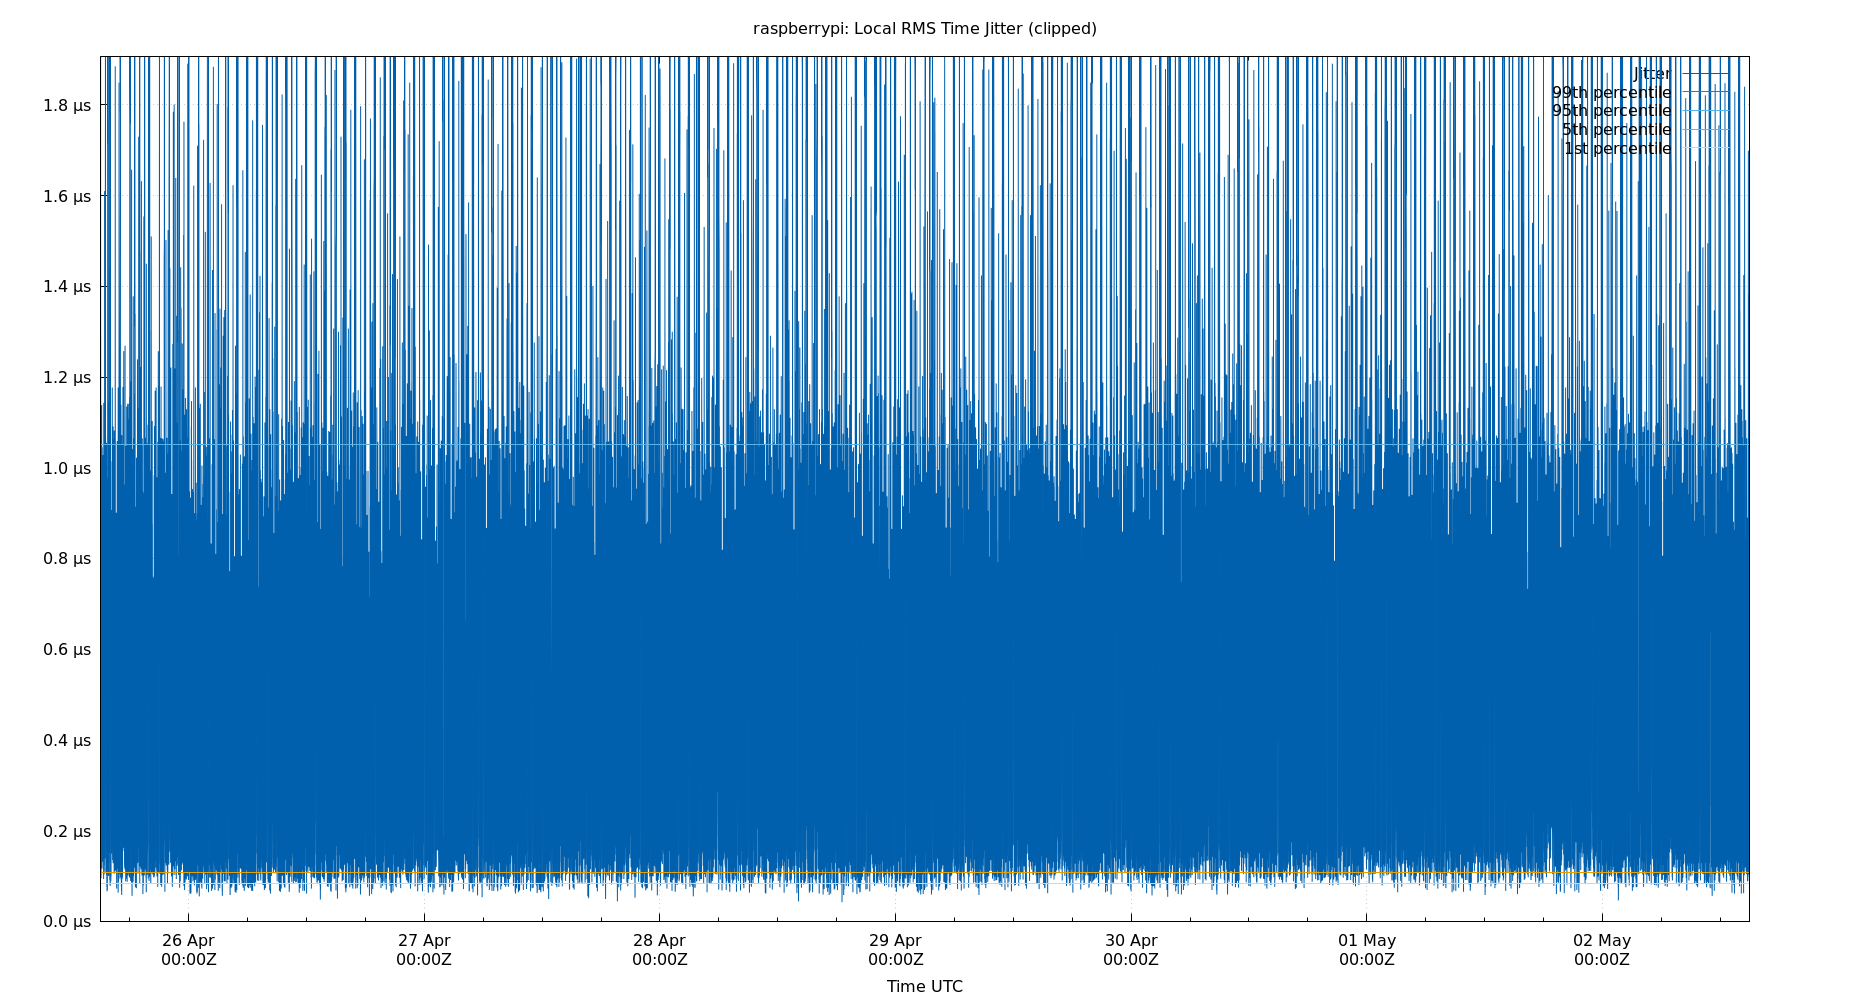 raspberrypi: Local RMS Time Jitter (clipped)
Jitter
99th percentile
95th percentile
5th percentile
1st percentile
1.8 µs
1.6 µs
1.4 µs
1.2 µs
1.0 µs
0.8 µs
0.6 µs
0.4 µs
0.2 µs
0.0 µs
26 Apr 27 Apr 28 Apr 29 Apr 30 Apr 01 May 02 May
00:00Z 00:00Z 00:00Z 00:00Z 00:00Z 00:00Z 00:00Z
Time UTC